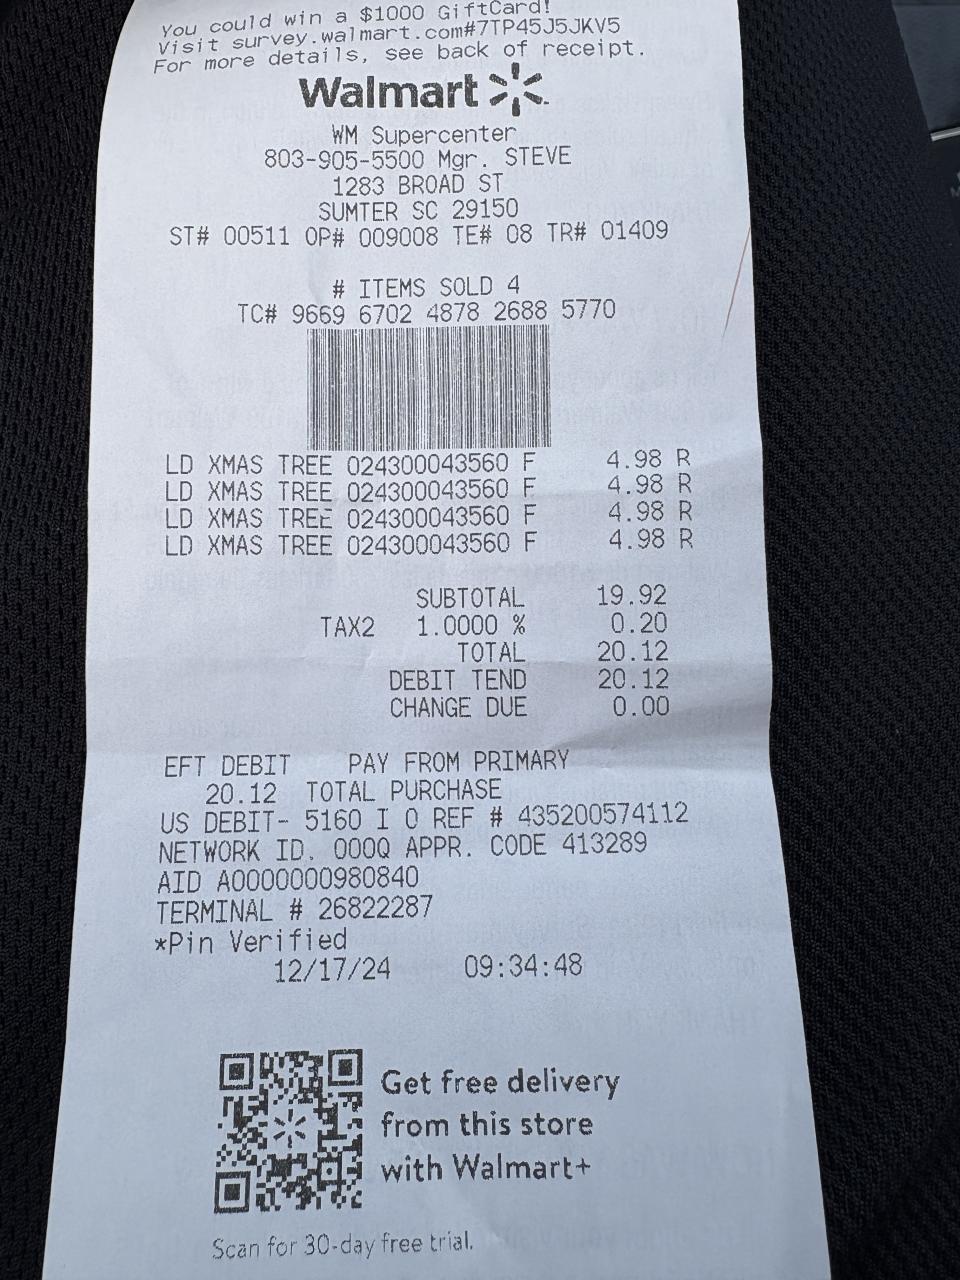 You could win a $1000 GiftCard!
Visit survey.walmart.com#7TP45J5JKV5
For more details, see back of receipt.
Walmart
WM Supercenter
803-905-5500 Mgr. STEVE
1283 BROAD ST
SUMTER SC 29150
ST# 00511 OP# 009008 TE# 08 TR# 01409
# ITEMS SOLD 4
TC# 9669 6702 4878 2688 5770
LD XMAS TREE 024300043560 F 4.98 R
LD XMAS TREE 024300043560 F 4.98 R
LD XMAS TREE 024300043560 F 4.98 R
LD XMAS TREE 024300043560 F 4.98 R
SUBTOTAL 19.92
TAX2 1.0000 % 0.20
TOTAL 20.12
DEBIT TEND 20.12
CHANGE DUE 0.00
EFT DEBIT PAY FROM PRIMARY
20.12 TOTAL PURCHASE
US DEBIT- 5160 I 0 REF # 435200574112
NETWORK ID. 000Q APPR. CODE 413289
AID A0000000980840
TERMINAL # 26822287
*Pin Verified
12/17/24 09:34:48
Get free delivery
from this store
with Walmart+
Scan for 30-day free trial.